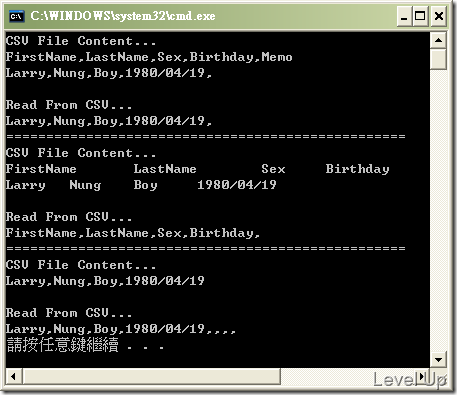 C:\WINDOWS\system32\cmd.exe
CSV File Content...
FirstName,LastName,Sex,Birthday,Memo
Larry,Nung,Boy,1980/04/19,
Read From CSV...
Larry,Nung,Boy,1980/04/19,
==================================================
CSV File Content...
FirstName	LastName	Sex	Birthday
Larry	Nung	Boy	1980/04/19
Read From CSV...
FirstName,LastName,Sex,Birthday,
==================================================
CSV File Content...
Larry,Nung,Boy,1980/04/19
Read From CSV...
Larry,Nung,Boy,1980/04/19,,,,
請按任意鍵繼續 . . .
Level Up